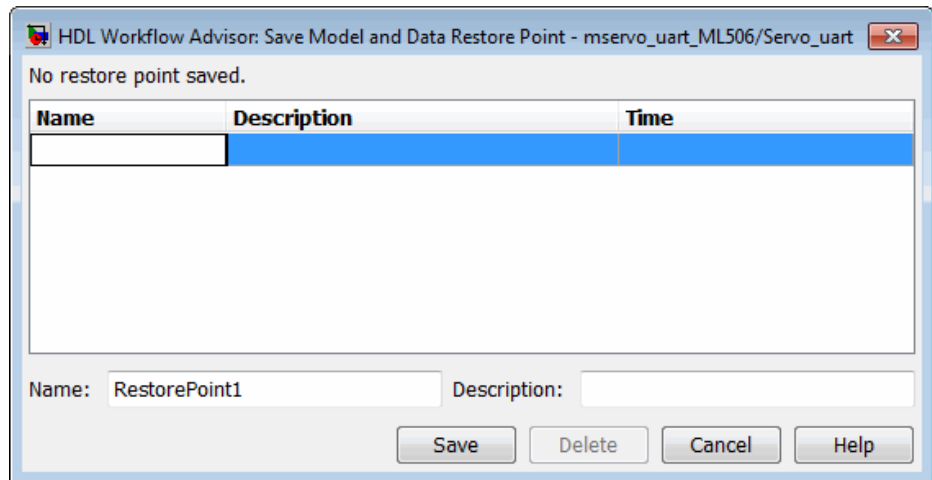 HDL Workflow Advisor: Save Model and Data Restore Point - mservo_uart_ML506/Servo_uart
No restore point saved.
Name Description Time
Name: RestorePoint1 Description:
Save Delete Cancel Help